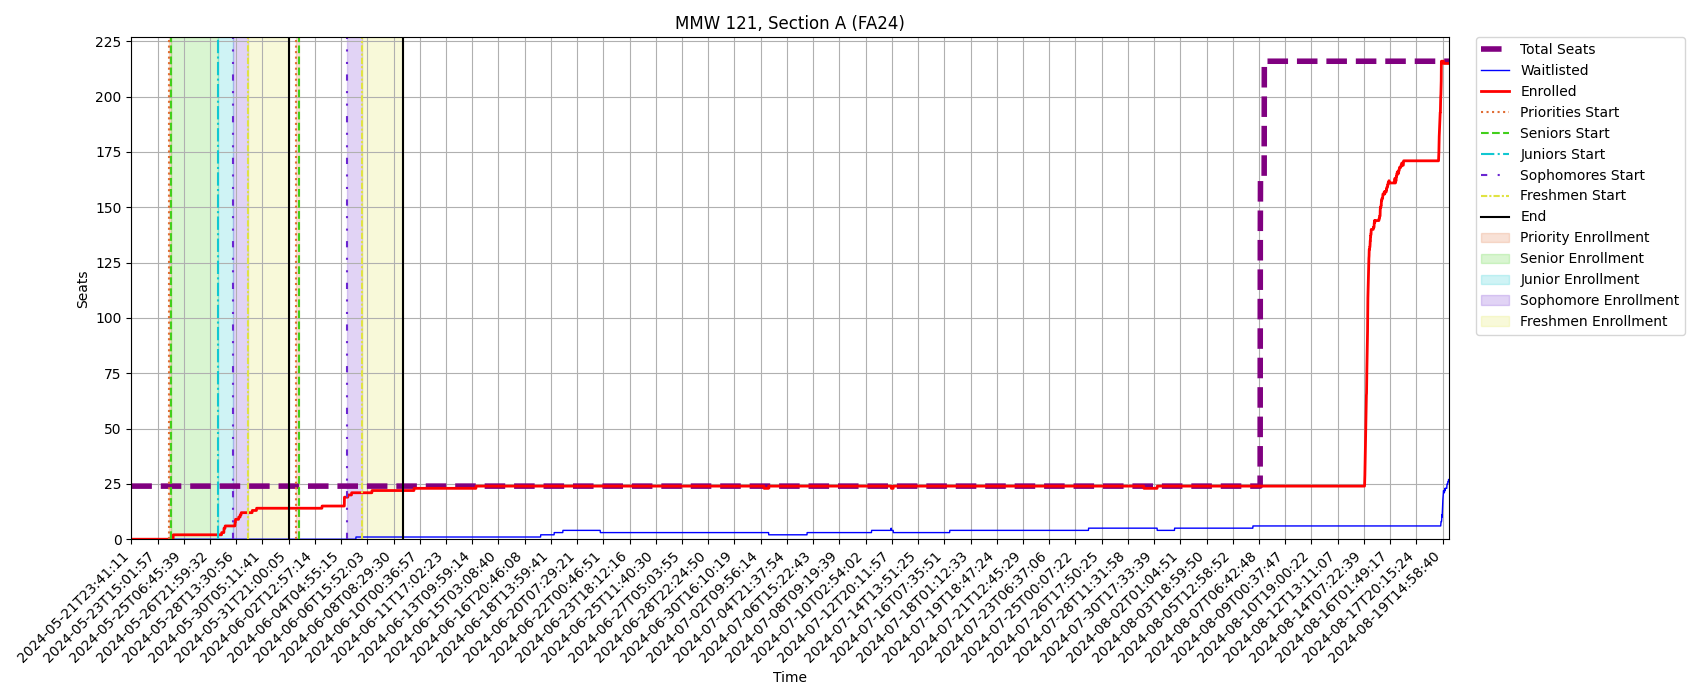 MMW 121, Section A (FA24)
225
200
175
150
125
100
75
50
25
0
Seats
2024-05-21T23:41:11
2024-05-23T15:01:57
2024-05-25T06:45:39
2024-05-26T21:59:32
2024-05-28T13:30:56
2024-05-30T05:11:41
2024-05-31T21:00:05
2024-06-02T12:57:14
2024-06-04T04:55:15
2024-06-06T15:52:03
2024-06-08T08:29:30
2024-06-10T00:36:57
2024-06-11T17:02:23
2024-06-13T09:59:14
2024-06-15T03:08:40
2024-06-16T20:46:08
2024-06-18T13:59:41
2024-06-20T07:29:21
2024-06-22T00:46:51
2024-06-23T18:12:16
2024-06-25T11:40:30
2024-06-27T05:03:55
2024-06-28T22:24:50
2024-06-30T16:10:19
2024-07-02T09:56:14
2024-07-04T21:37:54
2024-07-06T15:22:43
2024-07-08T09:19:39
2024-07-10T02:54:02
2024-07-12T20:11:57
2024-07-14T13:51:25
2024-07-16T07:35:51
2024-07-18T01:12:33
2024-07-19T18:47:24
2024-07-21T12:45:29
2024-07-23T06:37:06
2024-07-25T00:07:22
2024-07-26T17:50:25
2024-07-28T11:31:58
2024-07-30T17:33:39
2024-08-02T01:04:51
2024-08-03T18:59:50
2024-08-05T12:58:52
2024-08-07T06:42:48
2024-08-09T00:37:47
2024-08-10T19:00:22
2024-08-12T13:11:07
2024-08-14T07:22:39
2024-08-16T01:49:17
2024-08-17T20:15:24
2024-08-19T14:58:40
Time
Total Seats
Waitlisted
Enrolled
Priorities Start
Seniors Start
Juniors Start
Sophomores Start
Freshmen Start
End
Priority Enrollment
Senior Enrollment
Junior Enrollment
Sophomore Enrollment
Freshmen Enrollment